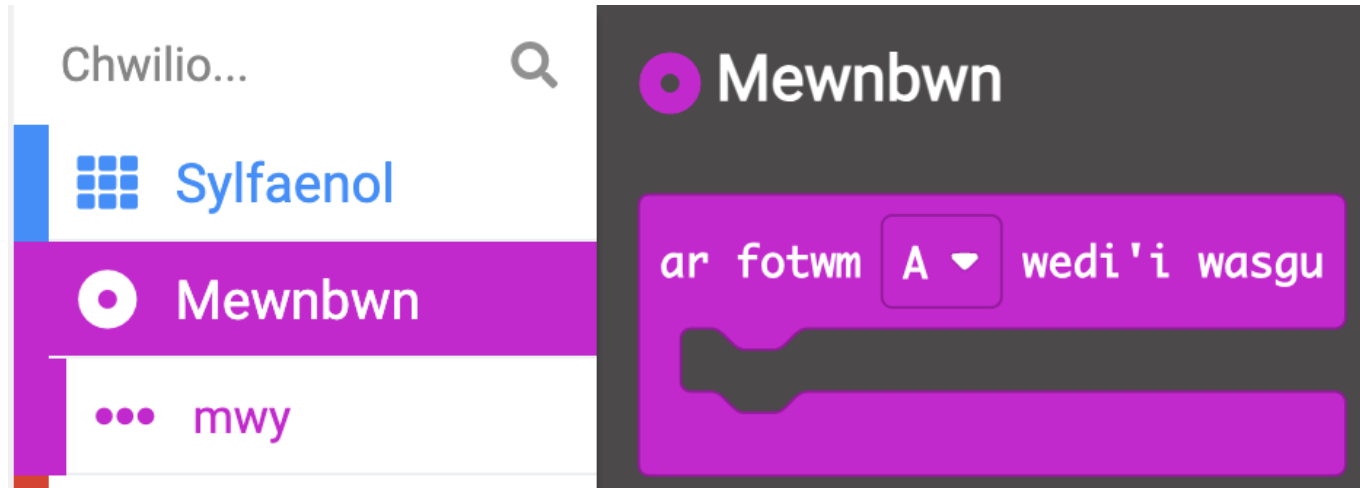 Chwilio...
Sylfaenol
Mewnbwn
mwy
Mewnbwn
ar fotwm A wedi'i wasgu